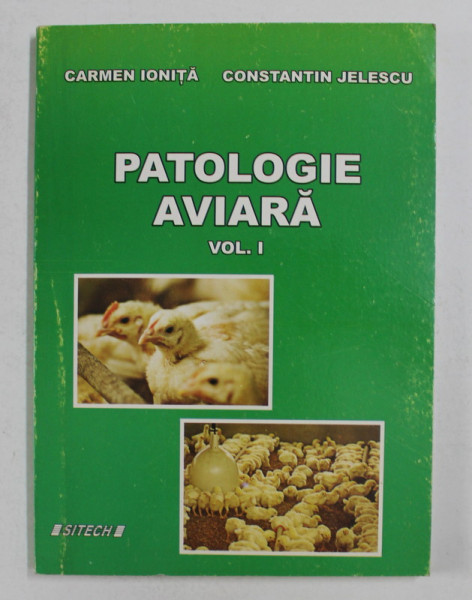 CARMEN IONIȚĂ CONSTANTIN JELESCU
PATOLOGIE
AVIARĂ
VOL. I
SITECH